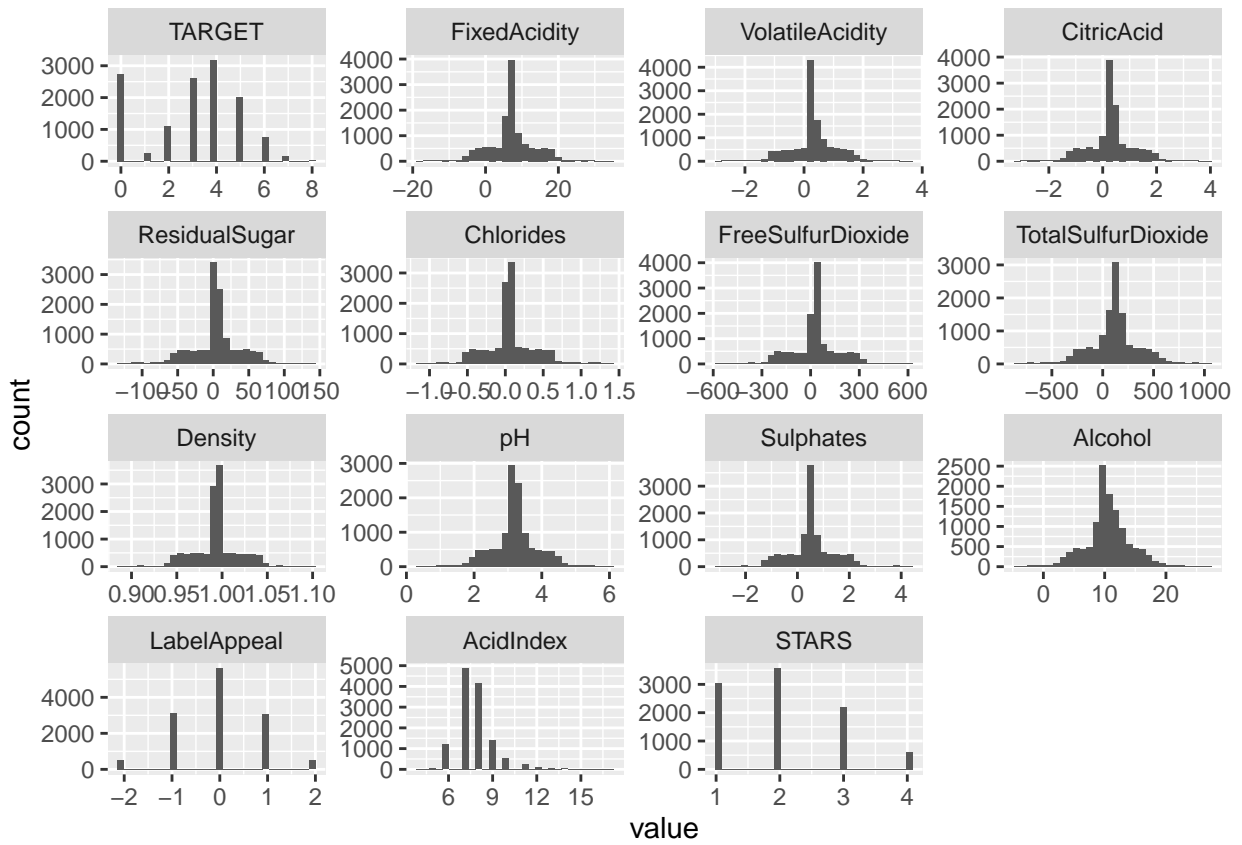 TARGET FixedAcidity VolatileAcidity CitricAcid
3000 2000 1000 0
0 2 4 6 8
4000 3000 2000 1000 0
−20 0 20
4000 3000 2000 1000 0
−2 0 2 4
4000 3000 2000 1000 0
−2 0 2 4
ResidualSugar Chlorides FreeSulfurDioxide TotalSulfurDioxide
3000 2000 1000 0
−100 −50 0 50 100 150
3000 2000 1000 0
−1.0 −0.5 0.0 0.5 1.0 1.5
4000 3000 2000 1000 0
−600 −300 0 300 600
3000 2000 1000 0
−500 0 500 1000
count
Density pH Sulphates Alcohol
3000 2000 1000 0
0.90 0.95 1.00 1.05 1.10
3000 2000 1000 0
0 2 4 6
3000 2000 1000 0
−2 0 2 4
2500 2000 1500 1000 500 0
0 10 20
LabelAppeal AcidIndex STARS
4000 2000 0
−2 −1 0 1 2
5000 4000 3000 2000 1000 0
6 9 12 15
3000 2000 1000 0
1 2 3 4
value